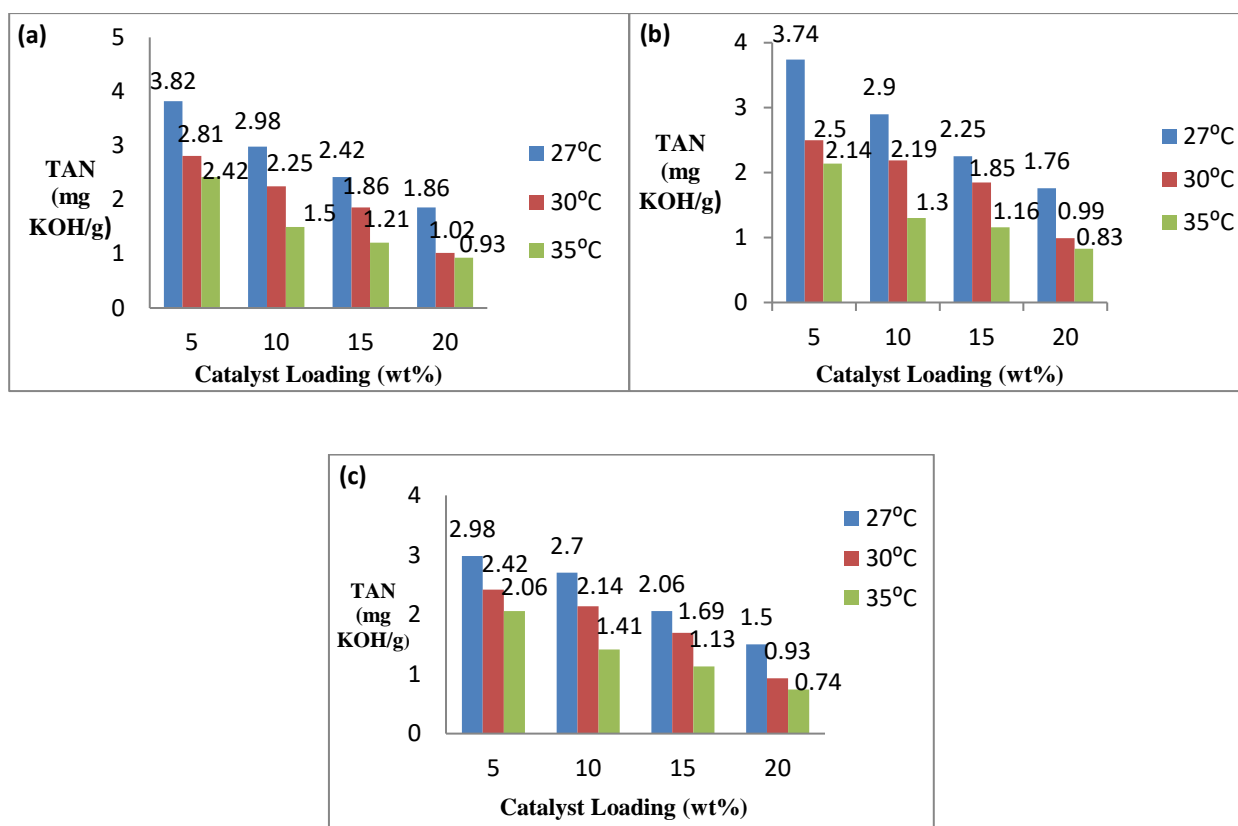 (a)
5
4
3
2
1
0
TAN
(mg
KOH/g)
3.82
2.81
2.42
2.98
2.25
1.5
2.42
1.86
1.21
1.86
1.02
0.93
27°C
30°C
35°C
5 10 15 20
Catalyst Loading (wt%)
(b)
4
3
2
1
0
TAN
(mg
KOH/g)
3.74
2.5
2.14
2.9
2.19
1.3
2.25
1.85
1.16
1.76
0.99
0.83
27°C
30°C
35°C
5 10 15 20
Catalyst Loading (wt%)
(c)
4
3
2
1
0
TAN
(mg
KOH/g)
2.98
2.42
2.06
2.7
2.14
1.41
2.06
1.69
1.13
1.5
0.93
0.74
27°C
30°C
35°C
5 10 15 20
Catalyst Loading (wt%)